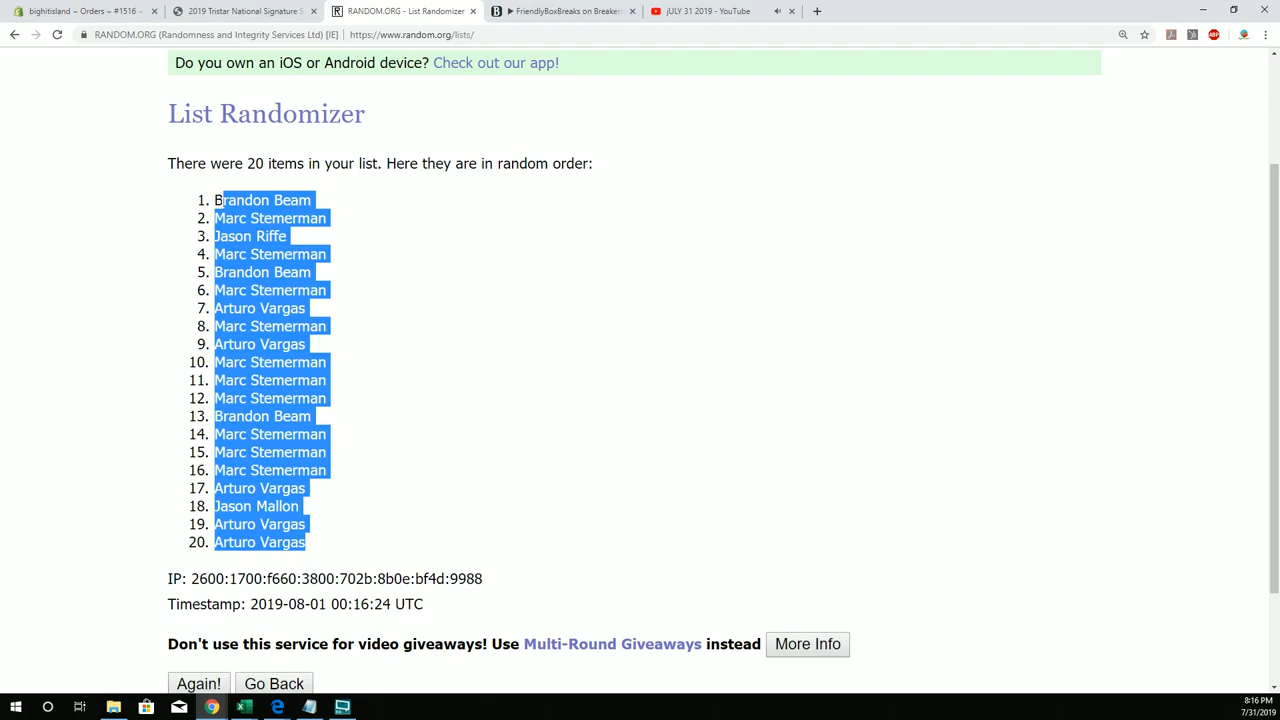 bighitisland ~ Orders ~ #1516 ~
2019 Tristar National Signature S
RANDOM.ORG - List Randomizer
FriendlyBoxBreaks on Breakers
jULY 31 2019 - YouTube
RANDOM.ORG (Randomness and Integrity Services Ltd) [IE] | https://www.random.org/lists/
Do you own an iOS or Android device? Check out our app!
List Randomizer
There were 20 items in your list. Here they are in random order:
1. Brandon Beam
2. Marc Stemerman
3. Jason Riffe
4. Marc Stemerman
5. Brandon Beam
6. Marc Stemerman
7. Arturo Vargas
8. Marc Stemerman
9. Arturo Vargas
10. Marc Stemerman
11. Marc Stemerman
12. Marc Stemerman
13. Brandon Beam
14. Marc Stemerman
15. Marc Stemerman
16. Marc Stemerman
17. Arturo Vargas
18. Jason Mallon
19. Arturo Vargas
20. Arturo Vargas
IP: 2600:1700:f660:3800:702b:8b0e:bf4d:9988
Timestamp: 2019-08-01 00:16:24 UTC
Don't use this service for video giveaways! Use Multi-Round Giveaways instead More Info
Again! Go Back
8:16 PM
7/31/2019